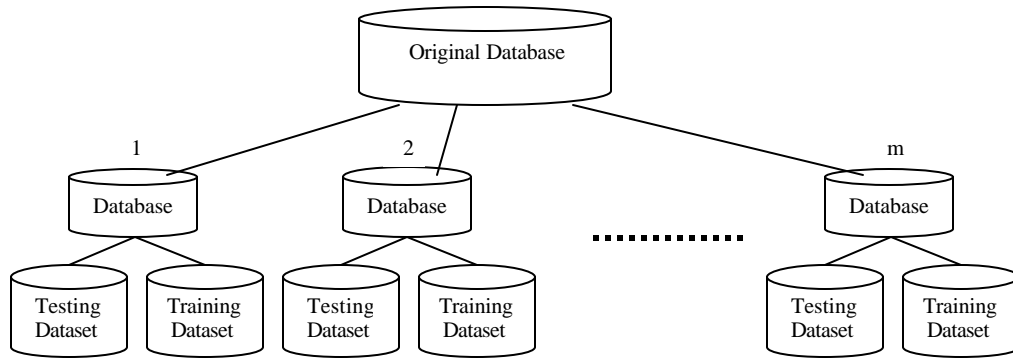 Original Database
1
2
m
Database
Database
Database
Testing
Dataset
Training
Dataset
Testing
Dataset
Training
Dataset
Testing
Dataset
Training
Dataset